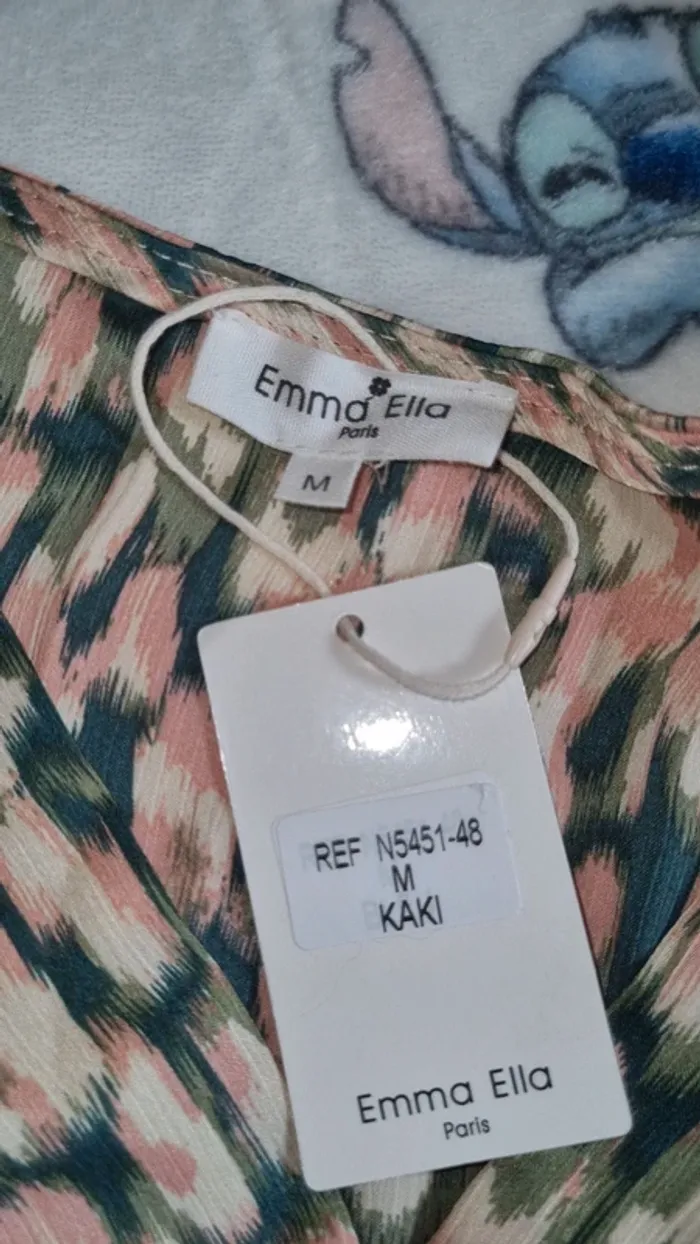 Emma Ella
Paris
M
REF N5451-48
M
KAKI
Emma Ella
Paris